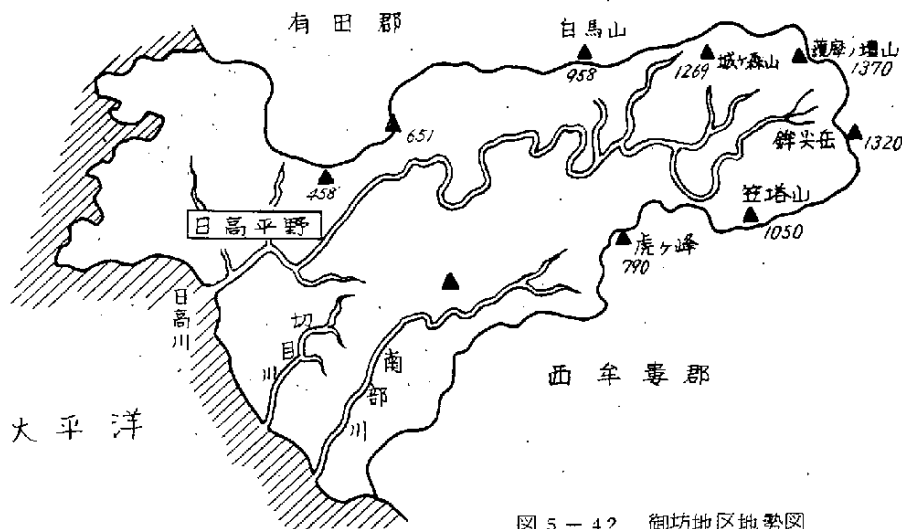 有田郡
白馬山
958
1269
城ヶ森山
護摩ノ壇山
1370
651
鉾尖岳
1320
458
日高平野
笠塔山
1050
虎ヶ峰
790
日高川
切目川
南部川
西牟婁郡
太平洋
図5-42 御坊地区地勢図